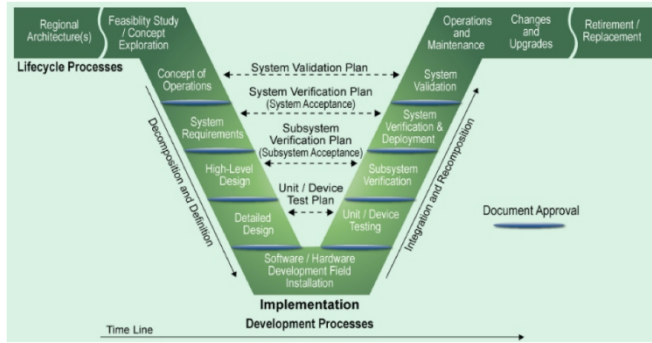 Regional
Architecture(s)
Feasiblity Study
/ Concept
Exploration
Operations
and
Maintenance
Changes
and
Upgrades
Retirement /
Replacement
Lifecycle Processes
Concept of
Operations
System Validation Plan
System
Validation
System Verification Plan
(System Acceptance)
System
Requirements
System
Verification &
Deployment
Subsystem
Verification Plan
(Subsystem Acceptance)
High-Level
Design
Subsystem
Verification
Unit / Device
Test Plan
Detailed
Design
Unit / Device
Testing
Decomposition and Definition
Integration and Recomposition
Document Approval
Software / Hardware
Development Field
Installation
Implementation
Development Processes
Time Line